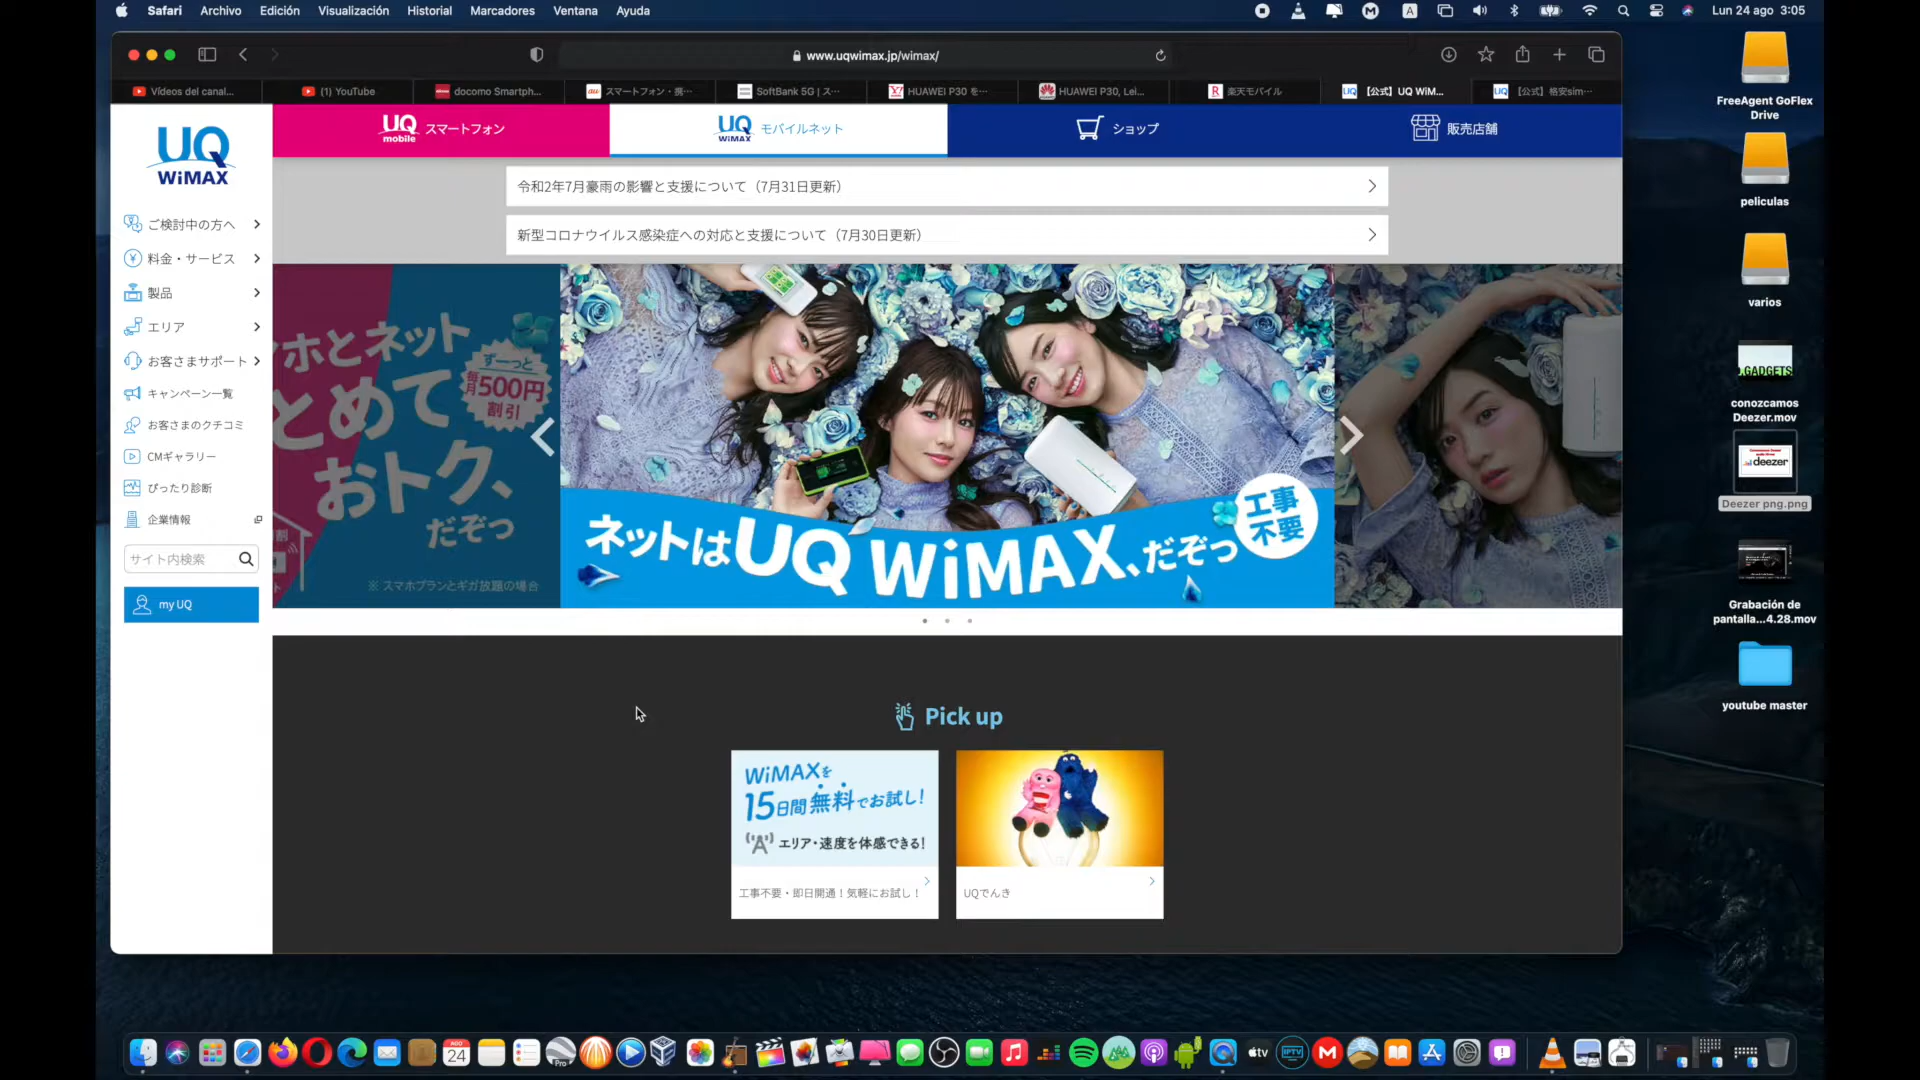 Safari Archivo Edición Visualización Historial Marcadores Ventana Ayuda
Lun 24 ago 3:05
www.uqwimax.jp/wimax/
Vídeos del canal...
(1) YouTube
docomo Smartph...
au スマートフォン・携...
SoftBank 5G | ス...
HUAWEI P30 を...
HUAWEI P30, Lei...
R 楽天モバイル
UQ 【公式】UQ WiM...
UQ 【公式】格安sim...
UQ WiMAX
UQ mobile スマートフォン
UQ WiMAX モバイルネット
ショップ
販売店舗
令和2年7月豪雨の影響と支援について（7月31日更新）
新型コロナウイルス感染症への対応と支援について（7月30日更新）
ご検討中の方へ
料金・サービス
製品
エリア
お客さまサポート
キャンペーン一覧
お客さまのクチコミ
CMギャラリー
ぴったり診断
企業情報
サイト内検索
my UQ
ホとネット
とめて
おトク、
だぞっ
ずーっと
毎月500円
割引
※ スマホプランとギガ放題の場合
ネットはUQ WiMAX、だぞっ
工事
不要
Pick up
WiMAXを
15日間無料でお試し！
エリア・速度を体感できる！
工事不要・即日開通！気軽にお試し！
UQでんき
FreeAgent GoFlex
Drive
peliculas
varios
O.GADGETS
conozcamos
Deezer.mov
deezer
Deezer png.png
Grabación de
pantalla...4.28.mov
youtube master
AGO
24
Pro
tv
IPTV